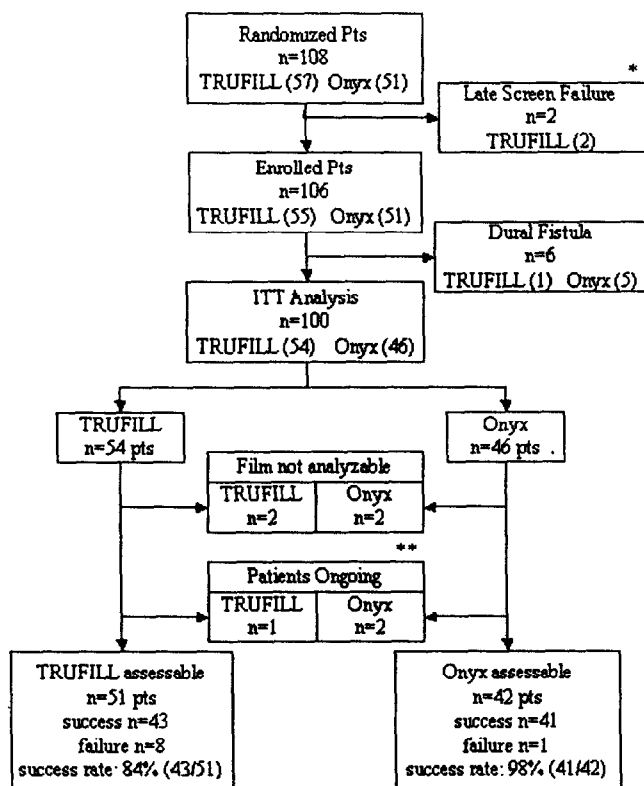 Randomized Pts
n=108
TRUFILL (57) Onyx (51)
*
Late Screen Failure
n=2
TRUFILL (2)
Enrolled Pts
n=106
TRUFILL (55) Onyx (51)
Dural Fistula
n=6
TRUFILL (1) Onyx (5)
ITT Analysis
n=100
TRUFILL (54) Onyx (46)
TRUFILL
n=54 pts
Onyx
n=46 pts .
Film not analyzable
TRUFILL
n=2
Onyx
n=2
**
Patients Ongoing
TRUFILL
n=1
Onyx
n=2
TRUFILL assessable
n=51 pts
success n=43
failure n=8
success rate: 84% (43/51)
Onyx assessable
n=42 pts
success n=41
failure n=1
success rate: 98% (41/42)